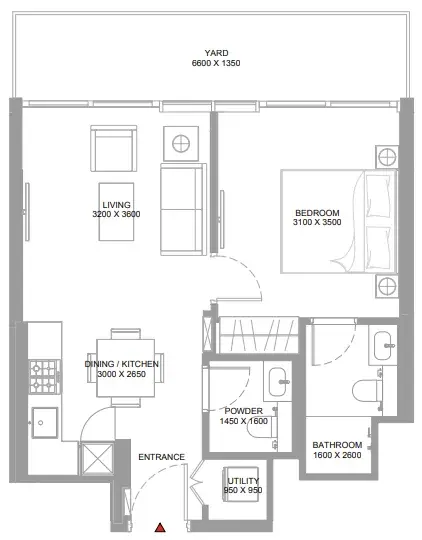 YARD
6600 X 1350
LIVING
3200 X 3600
BEDROOM
3100 X 3500
DINING / KITCHEN
3000 X 2650
POWDER
1450 X 1600
BATHROOM
1600 X 2600
ENTRANCE
UTILITY
950 X 950